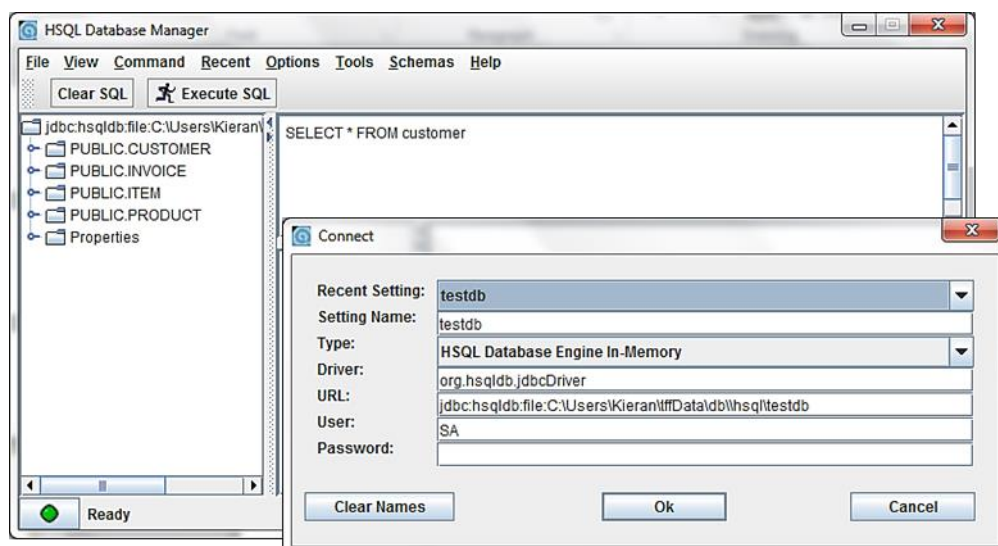 HSQL Database Manager
File View Command Recent Options Tools Schemas Help
Clear SQL Execute SQL
jdbc:hsqldb:file:C:\Users\Kieran\
PUBLIC.CUSTOMER
PUBLIC.INVOICE
PUBLIC.ITEM
PUBLIC.PRODUCT
Properties
SELECT * FROM customer
Connect
Recent Setting: testdb
Setting Name: testdb
Type: HSQL Database Engine In-Memory
Driver: org.hsqldb.jdbcDriver
URL: jdbc:hsqldb:file:C:\Users\Kieran\tffData\db\\hsql\testdb
User: SA
Password:
Clear Names Ok Cancel
Ready